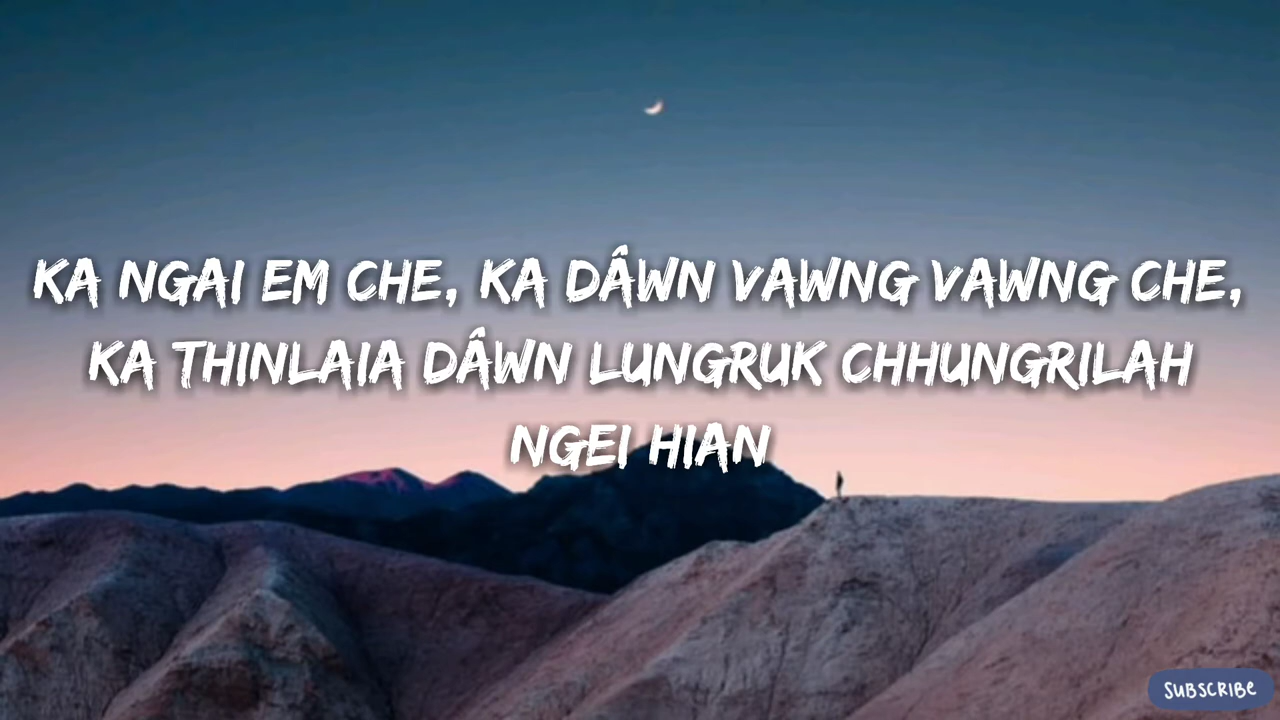 KA NGAI EM CHE, KA DÂWN VAWNG VAWNG CHE,
KA THINLAIA DÂWN LUNGRUK CHHUNGRILAH
NGEI HIAN
SUBSCRIBE